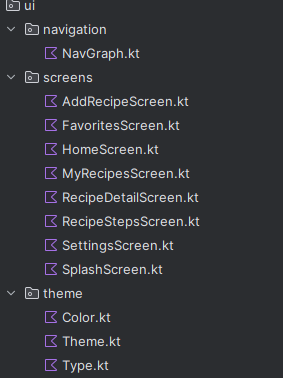 ui
navigation
NavGraph.kt
screens
AddRecipeScreen.kt
FavoritesScreen.kt
HomeScreen.kt
MyRecipesScreen.kt
RecipeDetailScreen.kt
RecipeStepsScreen.kt
SettingsScreen.kt
SplashScreen.kt
theme
Color.kt
Theme.kt
Type.kt